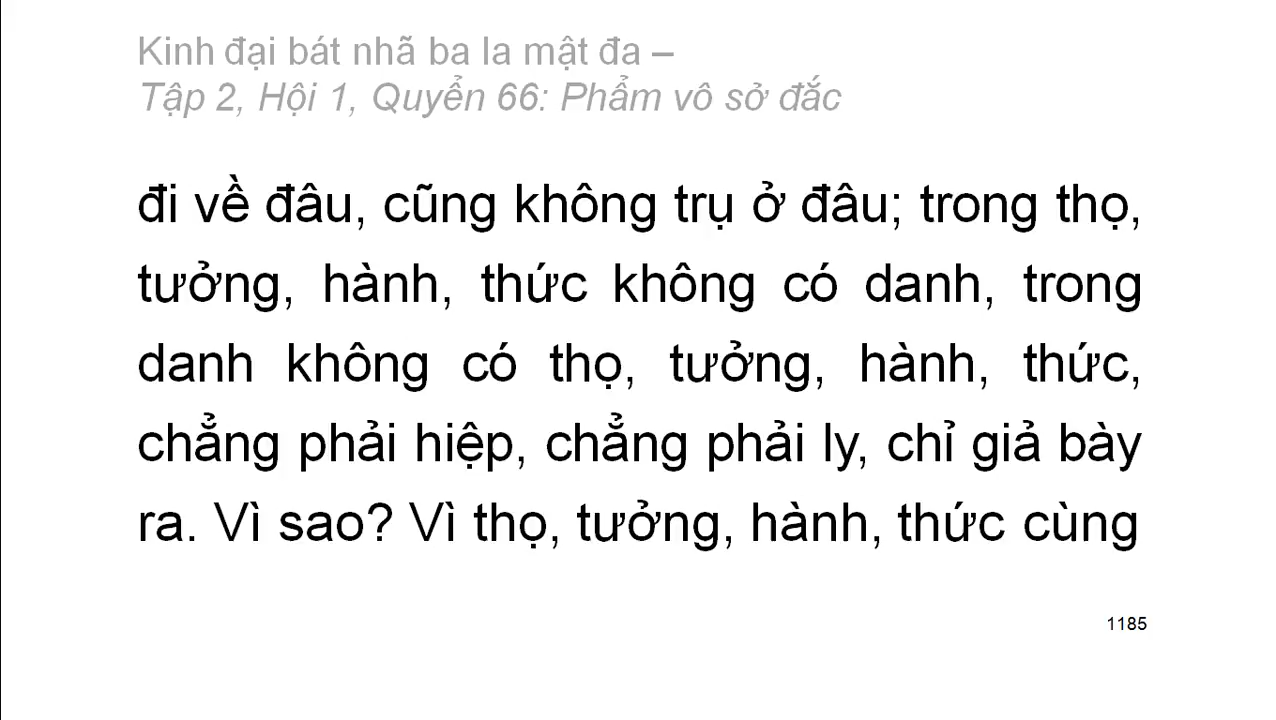 Kinh đại bát nhã ba la mật đa –
Tập 2, Hội 1, Quyển 66: Phẩm vô sở đắc
đi về đâu, cũng không trụ ở đâu; trong thọ,
tưởng, hành, thức không có danh, trong
danh không có thọ, tưởng, hành, thức,
chẳng phải hiệp, chẳng phải ly, chỉ giả bày
ra. Vì sao? Vì thọ, tưởng, hành, thức cùng
1185